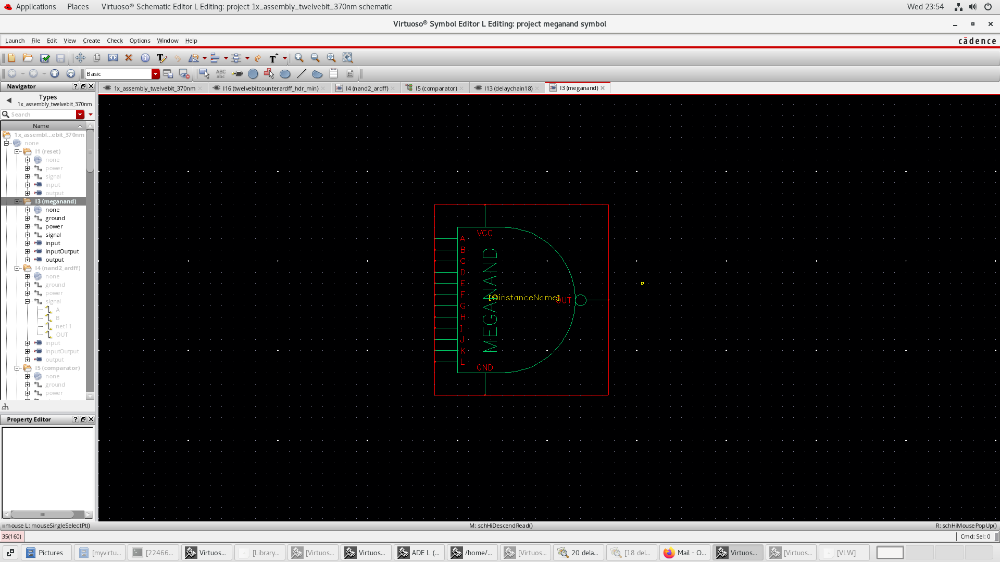 Applications Places Virtuoso® Schematic Editor L Editing: project 1x_assembly_twelvebit_370nm schematic Wed 23:54
Virtuoso® Symbol Editor L Editing: project meganand symbol
Launch File Edit View Create Check Options Window Help cādence
Basic
ABC
abc
Navigator
1x_assembly_twelvebit_370nm I16 (twelvebitcounterardff_hdr_min) I4 (nand2_ardff) I5 (comparator) I13 (delaychain18) I3 (meganand)
Types
1x_assembly_twelvebit_370nm
Search
Name
1x_assembl...ebit_370nm
none
I1 (reset)
none
power
signal
input
output
I3 (meganand)
none
ground
power
signal
input
inputOutput
output
I4 (nand2_ardff)
none
ground
power
signal
A
B
net11
OUT
input
inputOutput
output
I5 (comparator)
none
ground
power
VCC
A
B
C
D
E
F
G
H
I
J
K
L
MEGANAND
[@instanceName]
OUT
GND
Property Editor
mouse L: mouseSingleSelectPt() M: schHiDescendRead() R: schHiMousePopUp()
35(160) Cmd: Sel: 0
Pictures [myvirtu... [22466... Virtuos... [Library... [Virtuos... Virtuos... ADE L (... /home/... [Virtuos... 20 dela... [18 del... Mail - O... Virtuos... [Virtuos... [VLW]